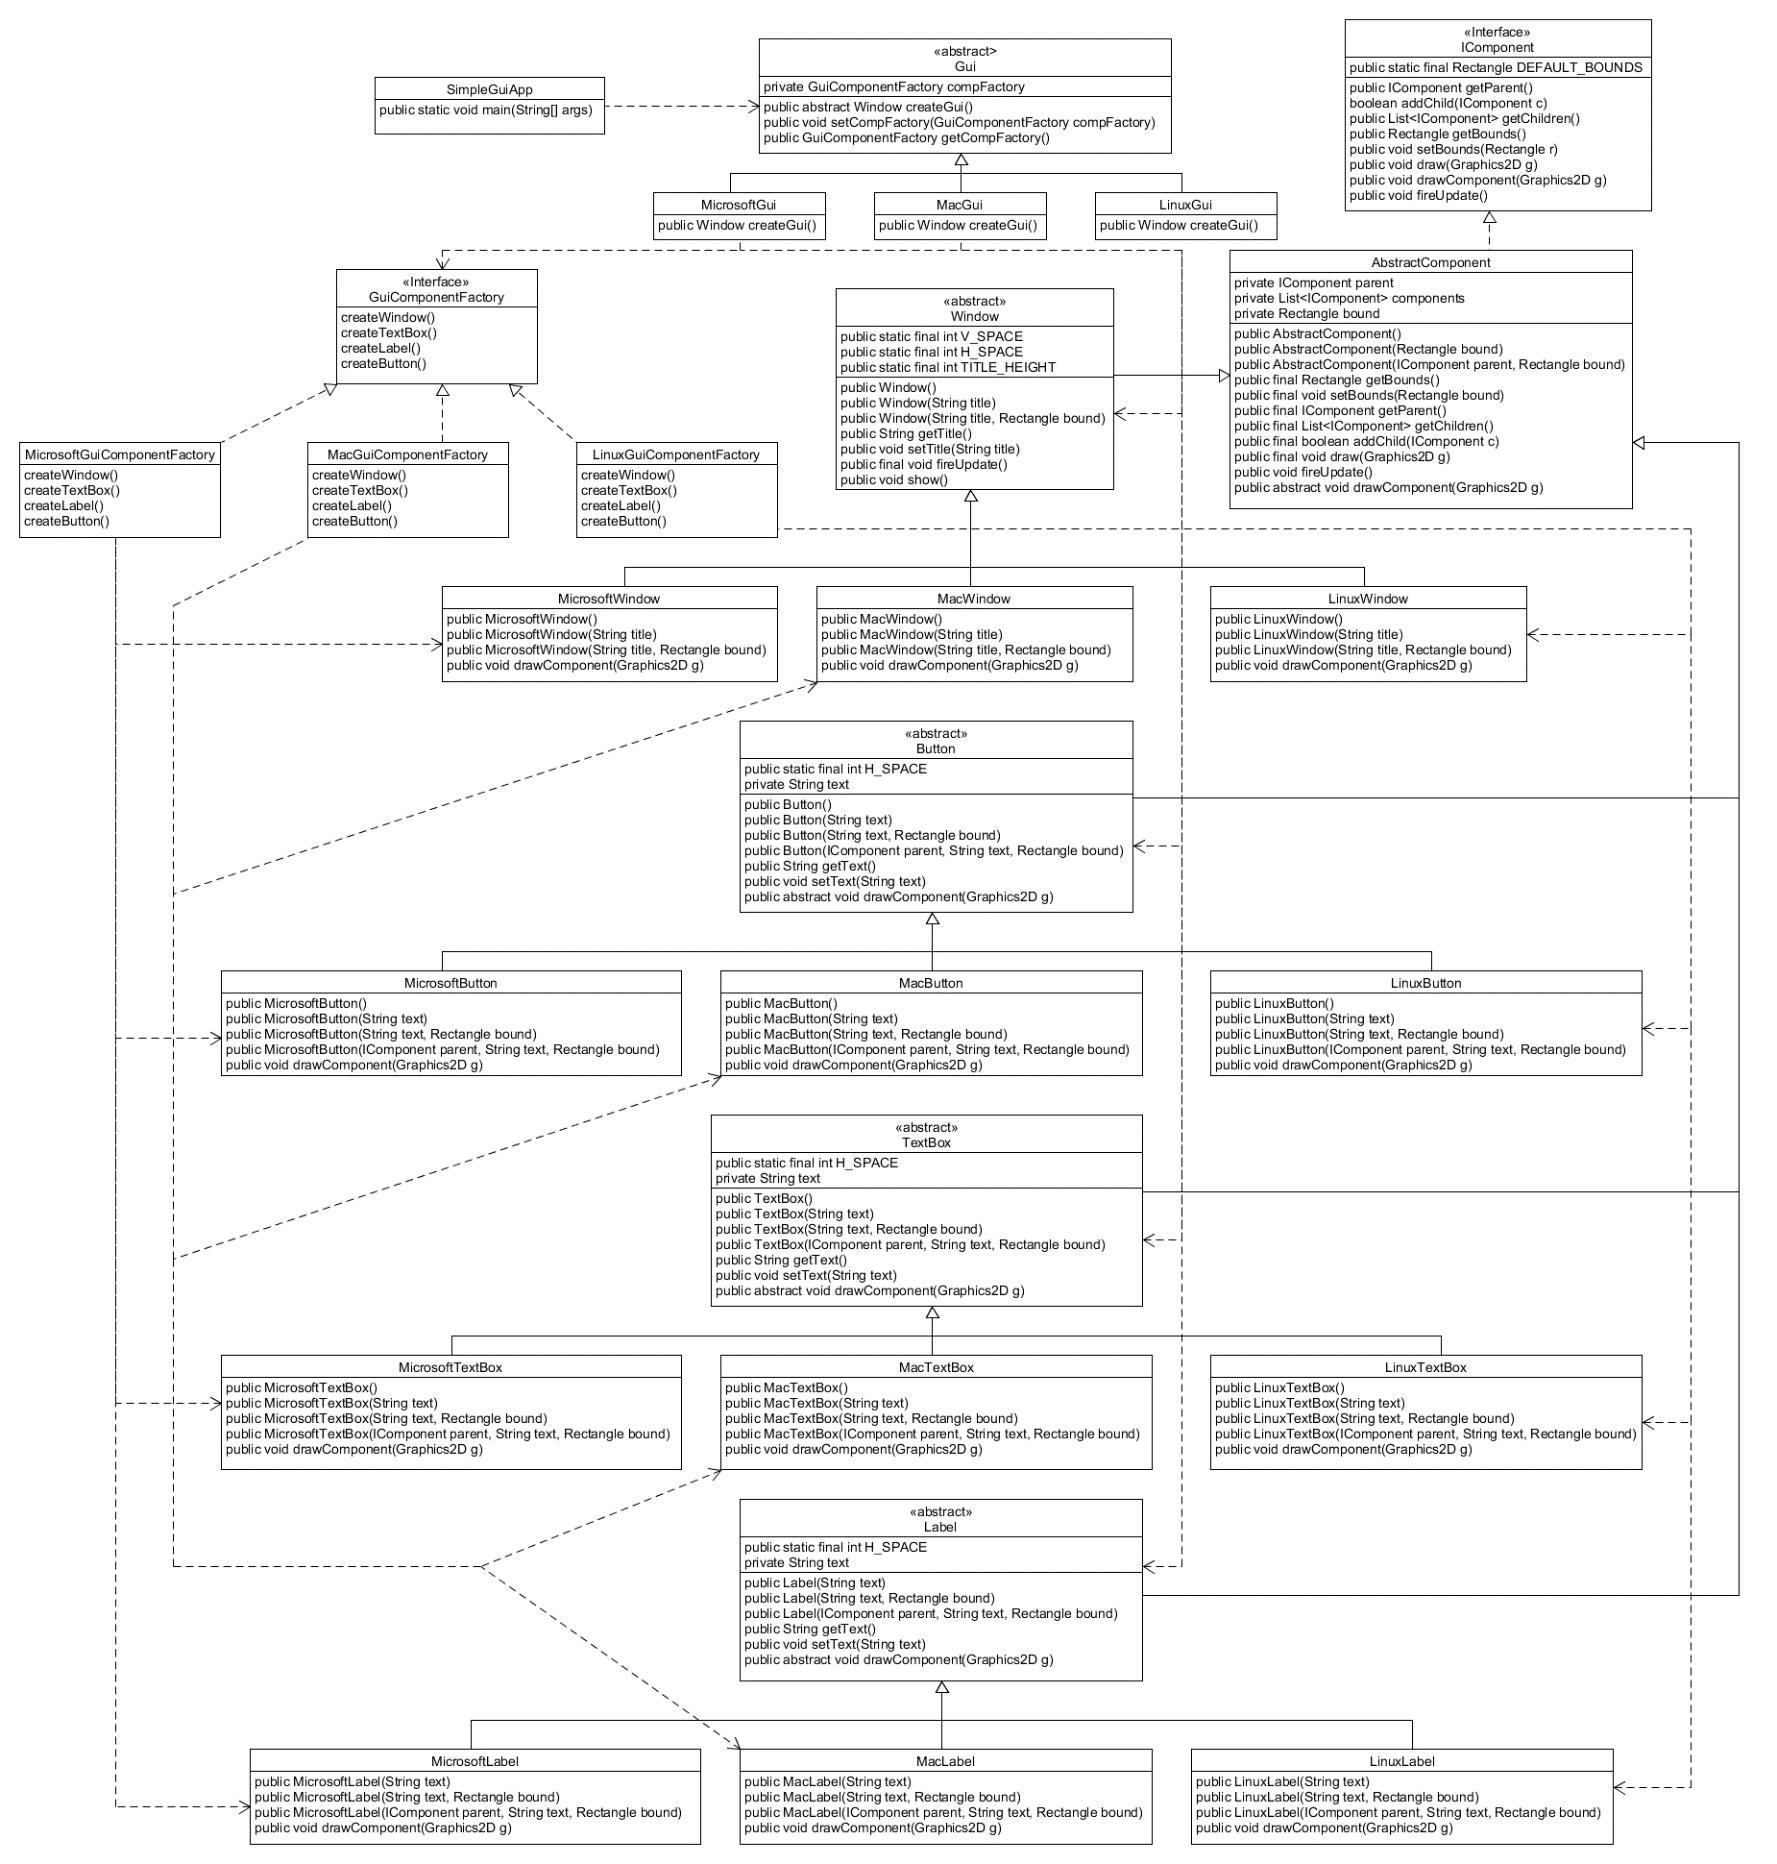 SimpleGuiApp
public static void main(String[] args)
«abstract>
Gui
private GuiComponentFactory compFactory
public abstract Window createGui()
public void setCompFactory(GuiComponentFactory compFactory)
public GuiComponentFactory getCompFactory()
«Interface»
IComponent
public static final Rectangle DEFAULT_BOUNDS
public IComponent getParent()
boolean addChild(IComponent c)
public List<IComponent> getChildren()
public Rectangle getBounds()
public void setBounds(Rectangle r)
public void draw(Graphics2D g)
public void drawComponent(Graphics2D g)
public void fireUpdate()
MicrosoftGui
public Window createGui()
MacGui
public Window createGui()
LinuxGui
public Window createGui()
«Interface»
GuiComponentFactory
createWindow()
createTextBox()
createLabel()
createButton()
«abstract»
Window
public static final int V_SPACE
public static final int H_SPACE
public static final int TITLE_HEIGHT
public Window()
public Window(String title)
public Window(String title, Rectangle bound)
public String getTitle()
public void setTitle(String title)
public final void fireUpdate()
public void show()
AbstractComponent
private IComponent parent
private List<IComponent> components
private Rectangle bound
public AbstractComponent()
public AbstractComponent(Rectangle bound)
public AbstractComponent(IComponent parent, Rectangle bound)
public final Rectangle getBounds()
public final void setBounds(Rectangle bound)
public final IComponent getParent()
public final List<IComponent> getChildren()
public final boolean addChild(IComponent c)
public final void draw(Graphics2D g)
public void fireUpdate()
public abstract void drawComponent(Graphics2D g)
MicrosoftGuiComponentFactory
createWindow()
createTextBox()
createLabel()
createButton()
MacGuiComponentFactory
createWindow()
createTextBox()
createLabel()
createButton()
LinuxGuiComponentFactory
createWindow()
createTextBox()
createLabel()
createButton()
MicrosoftWindow
public MicrosoftWindow()
public MicrosoftWindow(String title)
public MicrosoftWindow(String title, Rectangle bound)
public void drawComponent(Graphics2D g)
MacWindow
public MacWindow()
public MacWindow(String title)
public MacWindow(String title, Rectangle bound)
public void drawComponent(Graphics2D g)
LinuxWindow
public LinuxWindow()
public LinuxWindow(String title)
public LinuxWindow(String title, Rectangle bound)
public void drawComponent(Graphics2D g)
«abstract»
Button
public static final int H_SPACE
private String text
public Button()
public Button(String text)
public Button(String text, Rectangle bound)
public Button(IComponent parent, String text, Rectangle bound)
public String getText()
public void setText(String text)
public abstract void drawComponent(Graphics2D g)
MicrosoftButton
public MicrosoftButton()
public MicrosoftButton(String text)
public MicrosoftButton(String text, Rectangle bound)
public MicrosoftButton(IComponent parent, String text, Rectangle bound)
public void drawComponent(Graphics2D g)
MacButton
public MacButton()
public MacButton(String text)
public MacButton(String text, Rectangle bound)
public MacButton(IComponent parent, String text, Rectangle bound)
public void drawComponent(Graphics2D g)
LinuxButton
public LinuxButton()
public LinuxButton(String text)
public LinuxButton(String text, Rectangle bound)
public LinuxButton(IComponent parent, String text, Rectangle bound)
public void drawComponent(Graphics2D g)
«abstract»
TextBox
public static final int H_SPACE
private String text
public TextBox()
public TextBox(String text)
public TextBox(String text, Rectangle bound)
public TextBox(IComponent parent, String text, Rectangle bound)
public String getText()
public void setText(String text)
public abstract void drawComponent(Graphics2D g)
MicrosoftTextBox
public MicrosoftTextBox()
public MicrosoftTextBox(String text)
public MicrosoftTextBox(String text, Rectangle bound)
public MicrosoftTextBox(IComponent parent, String text, Rectangle bound)
public void drawComponent(Graphics2D g)
MacTextBox
public MacTextBox()
public MacTextBox(String text)
public MacTextBox(String text, Rectangle bound)
public MacTextBox(IComponent parent, String text, Rectangle bound)
public void drawComponent(Graphics2D g)
LinuxTextBox
public LinuxTextBox()
public LinuxTextBox(String text)
public LinuxTextBox(String text, Rectangle bound)
public LinuxTextBox(IComponent parent, String text, Rectangle bound)
public void drawComponent(Graphics2D g)
«abstract»
Label
public static final int H_SPACE
private String text
public Label(String text)
public Label(String text, Rectangle bound)
public Label(IComponent parent, String text, Rectangle bound)
public String getText()
public void setText(String text)
public abstract void drawComponent(Graphics2D g)
MicrosoftLabel
public MicrosoftLabel(String text)
public MicrosoftLabel(String text, Rectangle bound)
public MicrosoftLabel(IComponent parent, String text, Rectangle bound)
public void drawComponent(Graphics2D g)
MacLabel
public MacLabel(String text)
public MacLabel(String text, Rectangle bound)
public MacLabel(IComponent parent, String text, Rectangle bound)
public void drawComponent(Graphics2D g)
LinuxLabel
public LinuxLabel(String text)
public LinuxLabel(String text, Rectangle bound)
public LinuxLabel(IComponent parent, String text, Rectangle bound)
public void drawComponent(Graphics2D g)